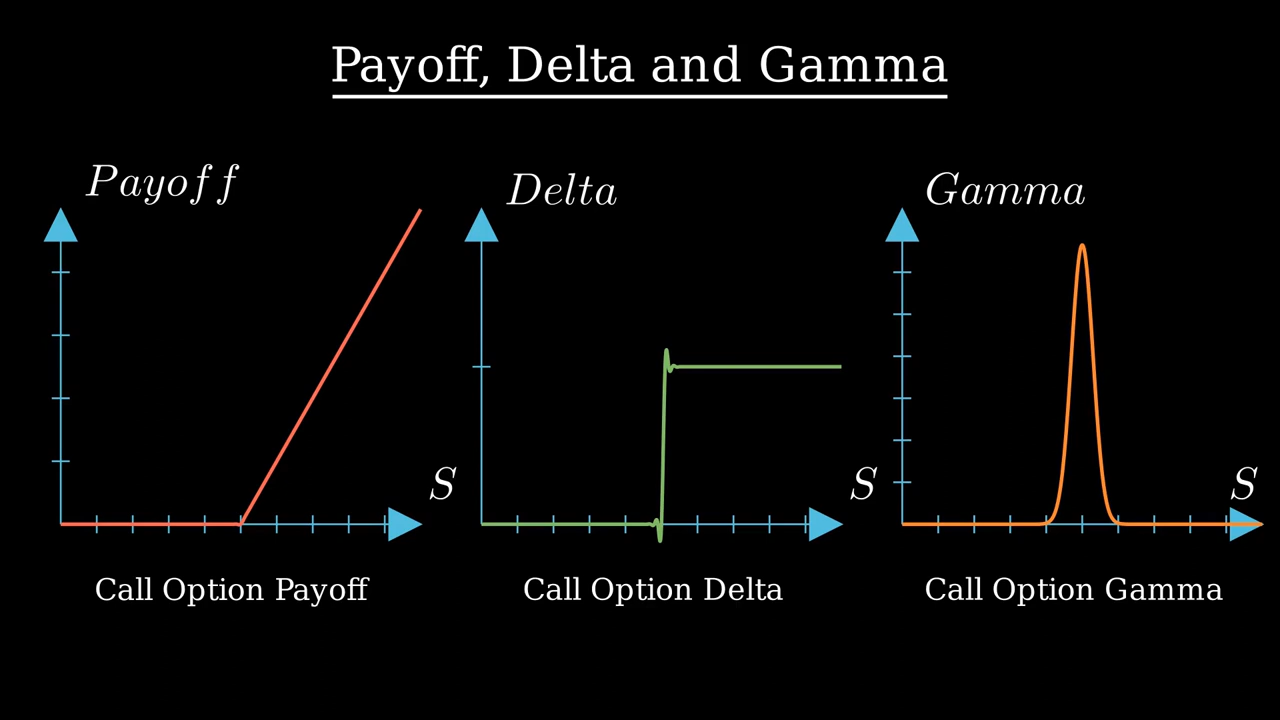 Payoff, Delta and Gamma
Payoff
Delta
Gamma
S
S
S
Call Option Payoff
Call Option Delta
Call Option Gamma